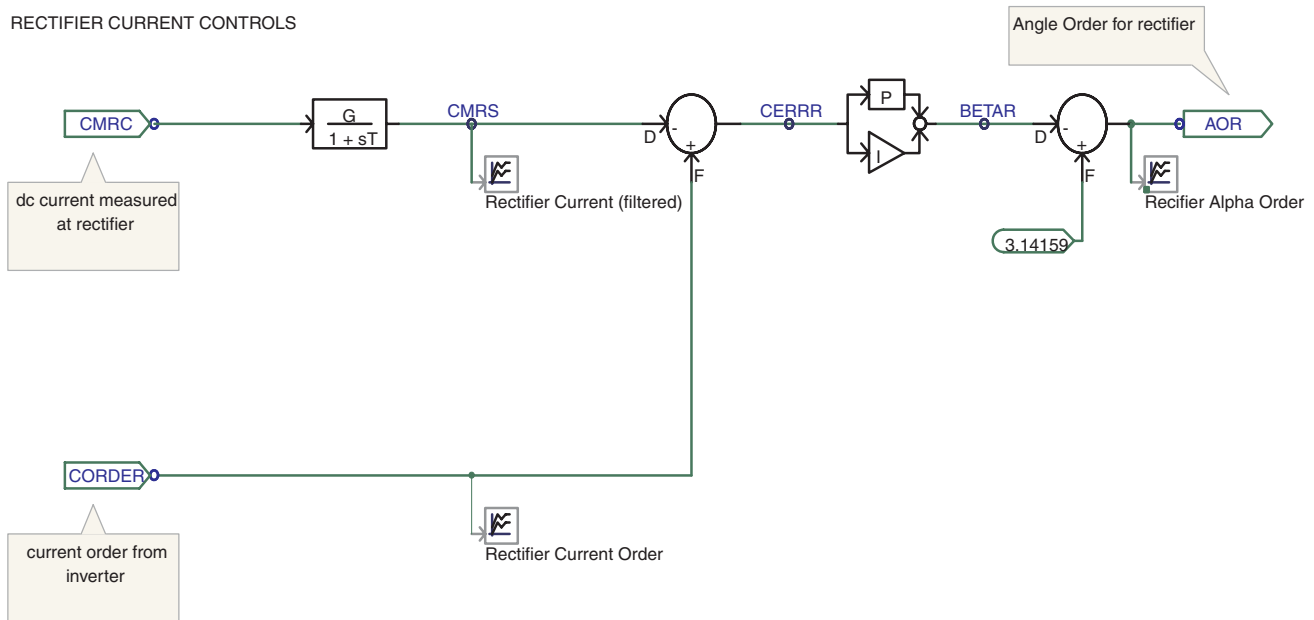 RECTIFIER CURRENT CONTROLS
Angle Order for rectifier
CMRC
G
1 + sT
CMRS
D
-
+
F
CERRR
P
I
BETAR
D
-
+
F
AOR
dc current measured
at rectifier
Rectifier Current (filtered)
Recifier Alpha Order
3.14159
CORDER
current order from
inverter
Rectifier Current Order